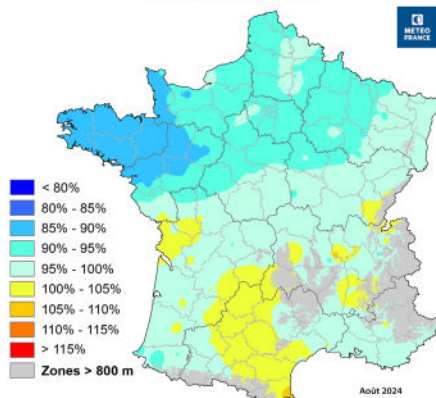 METEO
FRANCE
< 80%
80% - 85%
85% - 90%
90% - 95%
95% - 100%
100% - 105%
105% - 110%
110% - 115%
> 115%
Zones > 800 m
Août 2024